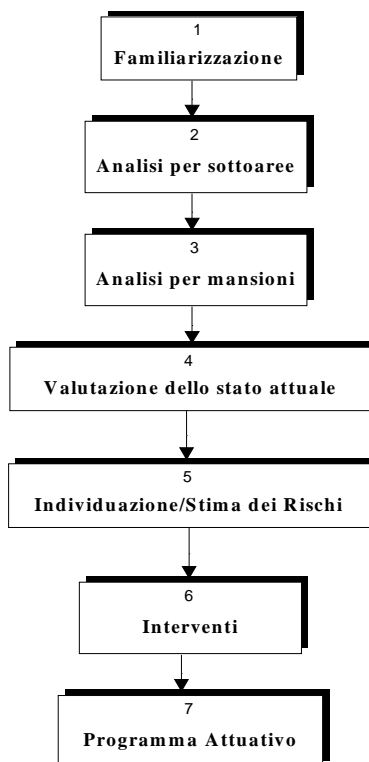 1
Familiarizzazione
2
Analisi per sottoaree
3
Analisi per mansioni
4
Valutazione dello stato attuale
5
Individuazione/Stima dei Rischi
6
Interventi
7
Programma Attuativo